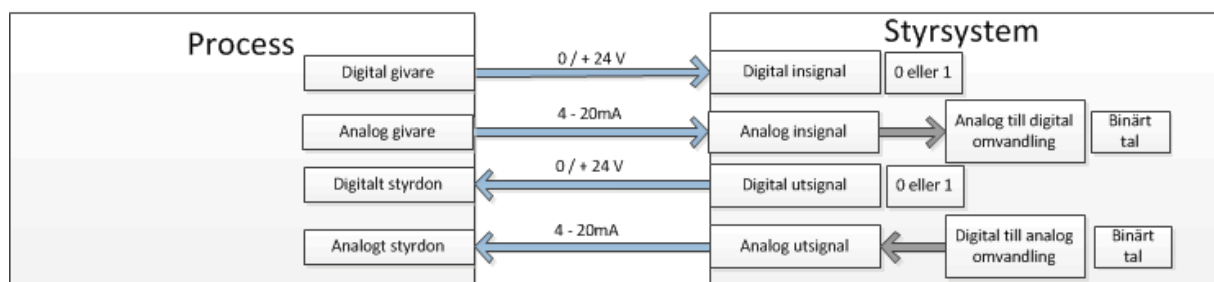 Process
Styrsystem
Digital givare
0 / + 24 V
Digital insignal
0 eller 1
Analog givare
4 - 20mA
Analog insignal
Analog till digital
omvandling
Binärt
tal
Digitalt styrdon
0 / + 24 V
Digital utsignal
0 eller 1
Analogt styrdon
4 - 20mA
Analog utsignal
Digital till analog
omvandling
Binärt
tal